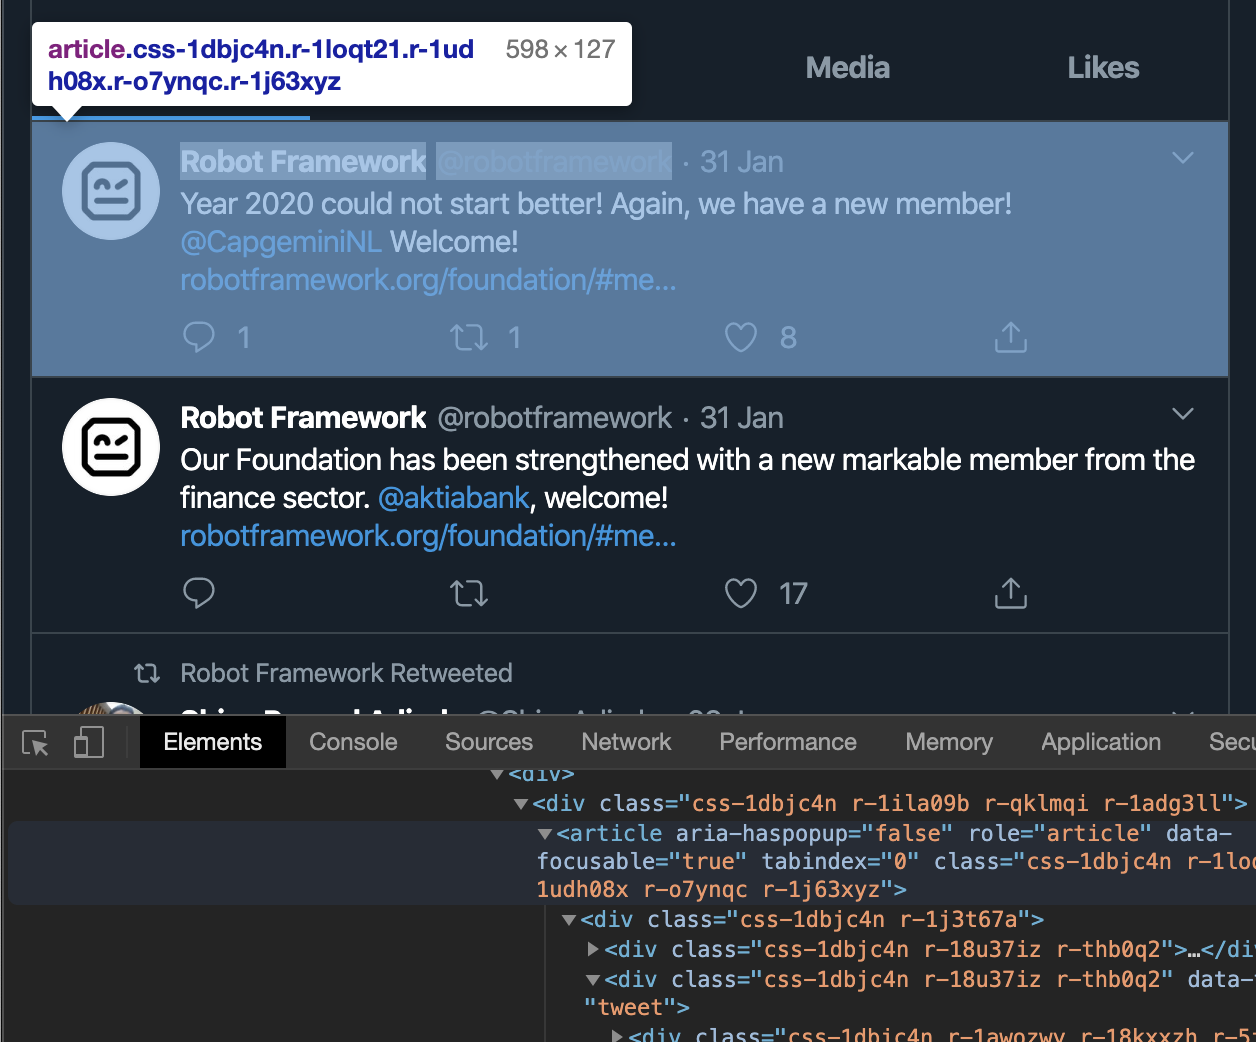 article.css-1dbjc4n.r-1loqt21.r-1ud 598 × 127
h08x.r-o7ynqc.r-1j63xyz
Media Likes
Robot Framework @robotframework · 31 Jan
Year 2020 could not start better! Again, we have a new member!
@CapgeminiNL Welcome!
robotframework.org/foundation/#me...
1 1 8
Robot Framework @robotframework · 31 Jan
Our Foundation has been strengthened with a new markable member from the
finance sector. @aktiabank, welcome!
robotframework.org/foundation/#me...
17
Robot Framework Retweeted
Elements Console Sources Network Performance Memory Application Secu
<div>
<div class="css-1dbjc4n r-1ila09b r-qklmqi r-1adg3ll">
<article aria-haspopup="false" role="article" data-
focusable="true" tabindex="0" class="css-1dbjc4n r-1loq
1udh08x r-o7ynqc r-1j63xyz">
<div class="css-1dbjc4n r-1j3t67a">
<div class="css-1dbjc4n r-18u37iz r-thb0q2">…</di
<div class="css-1dbjc4n r-18u37iz r-thb0q2" data-
"tweet">
<div class="css-1dbjc4n r-1awozwy r-18kxxzh